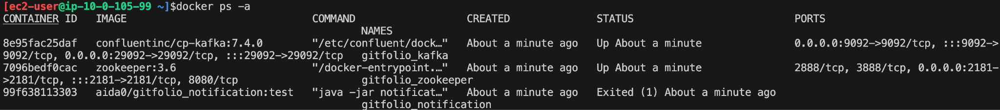 [ec2-user@ip-10-0-105-99 ~]$docker ps -a
CONTAINER ID   IMAGE                              COMMAND                  CREATED              STATUS                          PORTS
                                                          NAMES
8e95fac25daf   confluentinc/cp-kafka:7.4.0        "/etc/confluent/dock…"   About a minute ago   Up About a minute               0.0.0.0:9092->9092/tcp, :::9092->
9092/tcp, 0.0.0.0:29092->29092/tcp, :::29092->29092/tcp   gitfolio_kafka
7096bedf0cac   zookeeper:3.6                      "/docker-entrypoint.…"   About a minute ago   Up About a minute               2888/tcp, 3888/tcp, 0.0.0.0:2181-
>2181/tcp, :::2181->2181/tcp, 8080/tcp                    gitfolio_zookeeper
99f638113303   aida0/gitfolio_notification:test   "java -jar notificat…"   About a minute ago   Exited (1) About a minute ago
                                                          gitfolio_notification